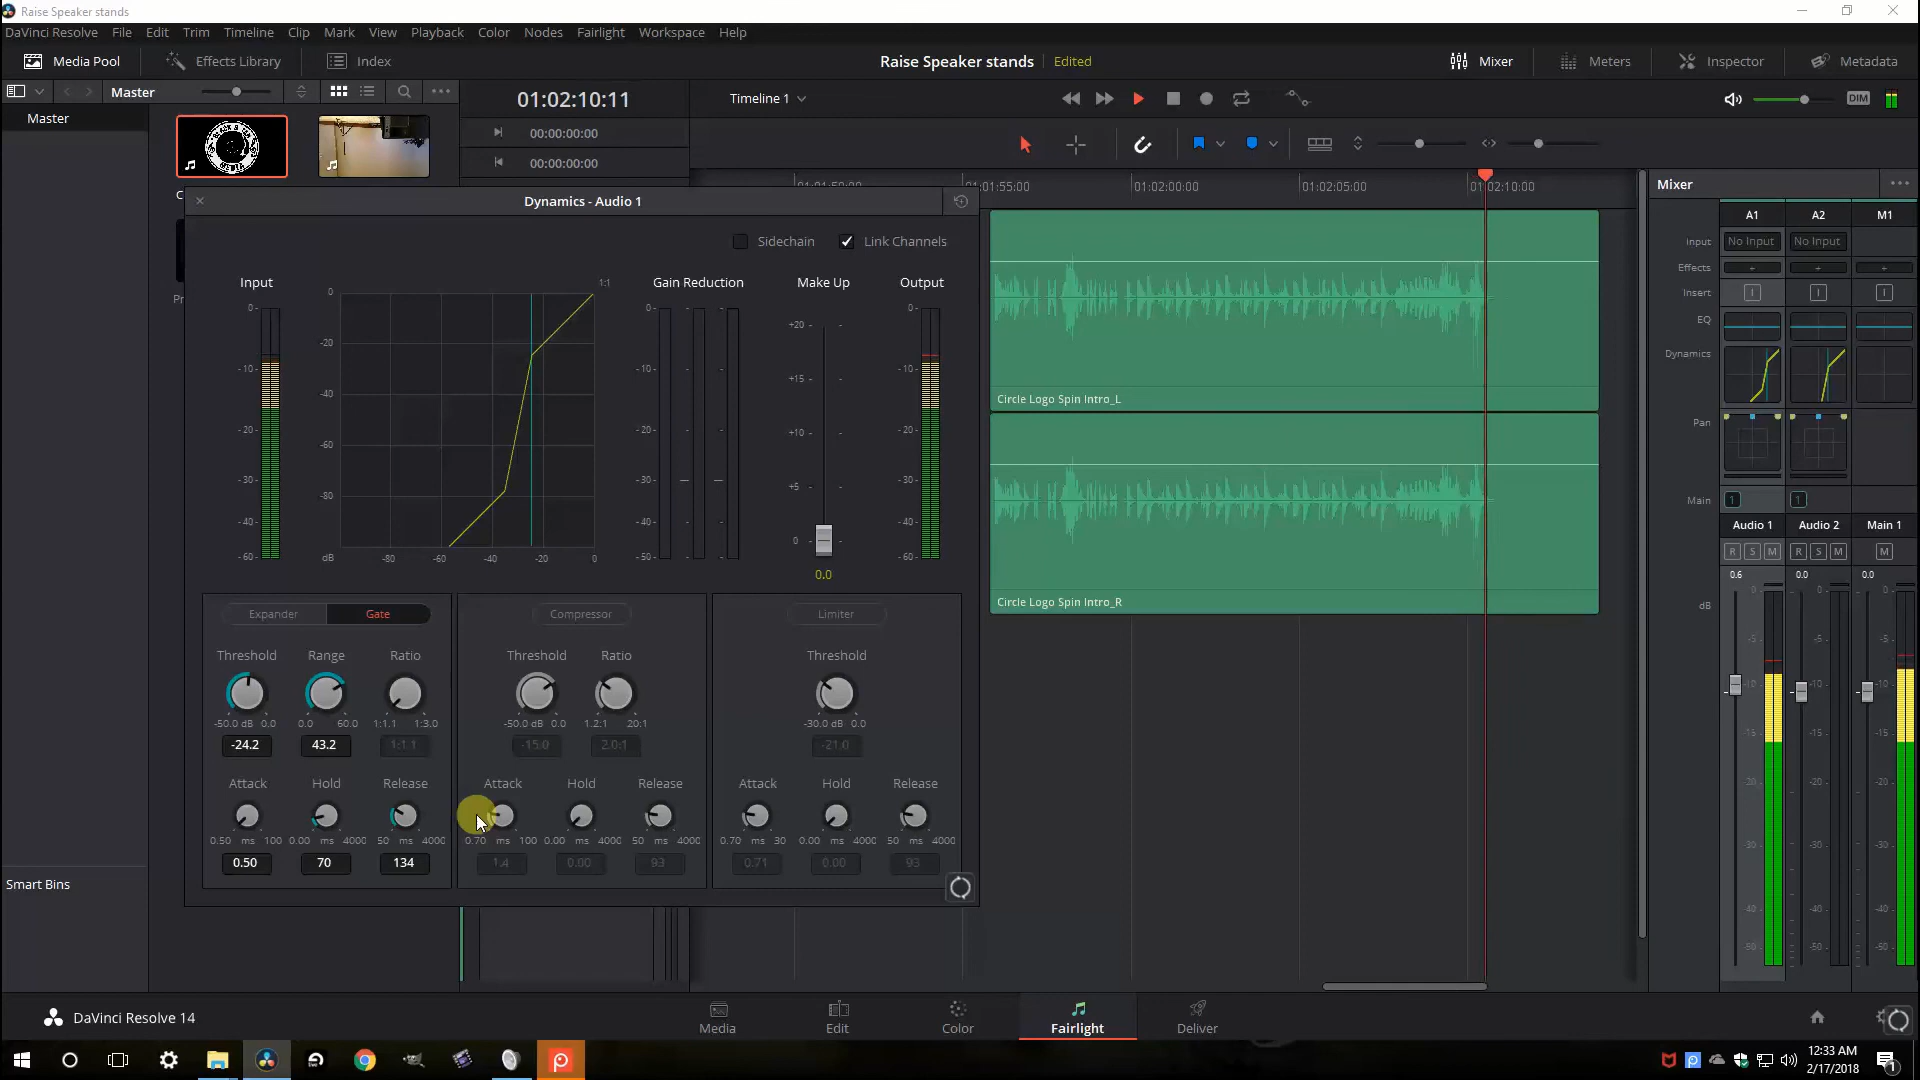 Raise Speaker stands
DaVinci Resolve File Edit Trim Timeline Clip Mark View Playback Color Nodes Fairlight Workspace Help
Media Pool Effects Library Index Raise Speaker stands Edited Mixer Meters Inspector Metadata
Master 01:02:10:11 Timeline 1 DIM
Master
00:00:00:00
00:00:00:00
01:01:55:00 01:02:00:00 01:02:05:00 01:02:10:00
Mixer
Dynamics - Audio 1
Sidechain Link Channels
Input Gain Reduction Make Up Output
0 -20 -40 -60 -80 1:1
dB -80 -60 -40 -20 0
0 -10 -20 -30 -40 -60
0 -10 -20 -30 -40 -50
+20 +15 +10 +5 0
0.0
0 -10 -20 -30 -40 -60
Expander Gate Compressor Limiter
Threshold Range Ratio Threshold Ratio Threshold
-50.0 dB 0.0 0.0 60.0 1:1.1 1:3.0 -50.0 dB 0.0 1.2:1 20:1 -30.0 dB 0.0
-24.2 43.2 1:1.1 -15.0 2.0:1 -21.0
Attack Hold Release Attack Hold Release Attack Hold Release
0.50 ms 100 0.00 ms 4000 50 ms 4000 0.70 ms 100 0.00 ms 4000 50 ms 4000 0.70 ms 30 0.00 ms 4000 50 ms 4000
0.50 70 134 1.4 0.00 93 0.71 0.00 93
Circle Logo Spin Intro_L
Circle Logo Spin Intro_R
A1 A2 M1
Input No Input No Input
Effects + + +
Insert I I I
EQ
Dynamics
Pan
Main 1 1
Audio 1 Audio 2 Main 1
R S M R S M M
0.6 0.0 0.0
dB
0 -5 -10 -15 -20 -30 -40 -50
Smart Bins
DaVinci Resolve 14
Media Edit Color Fairlight Deliver
12:33 AM
2/17/2018